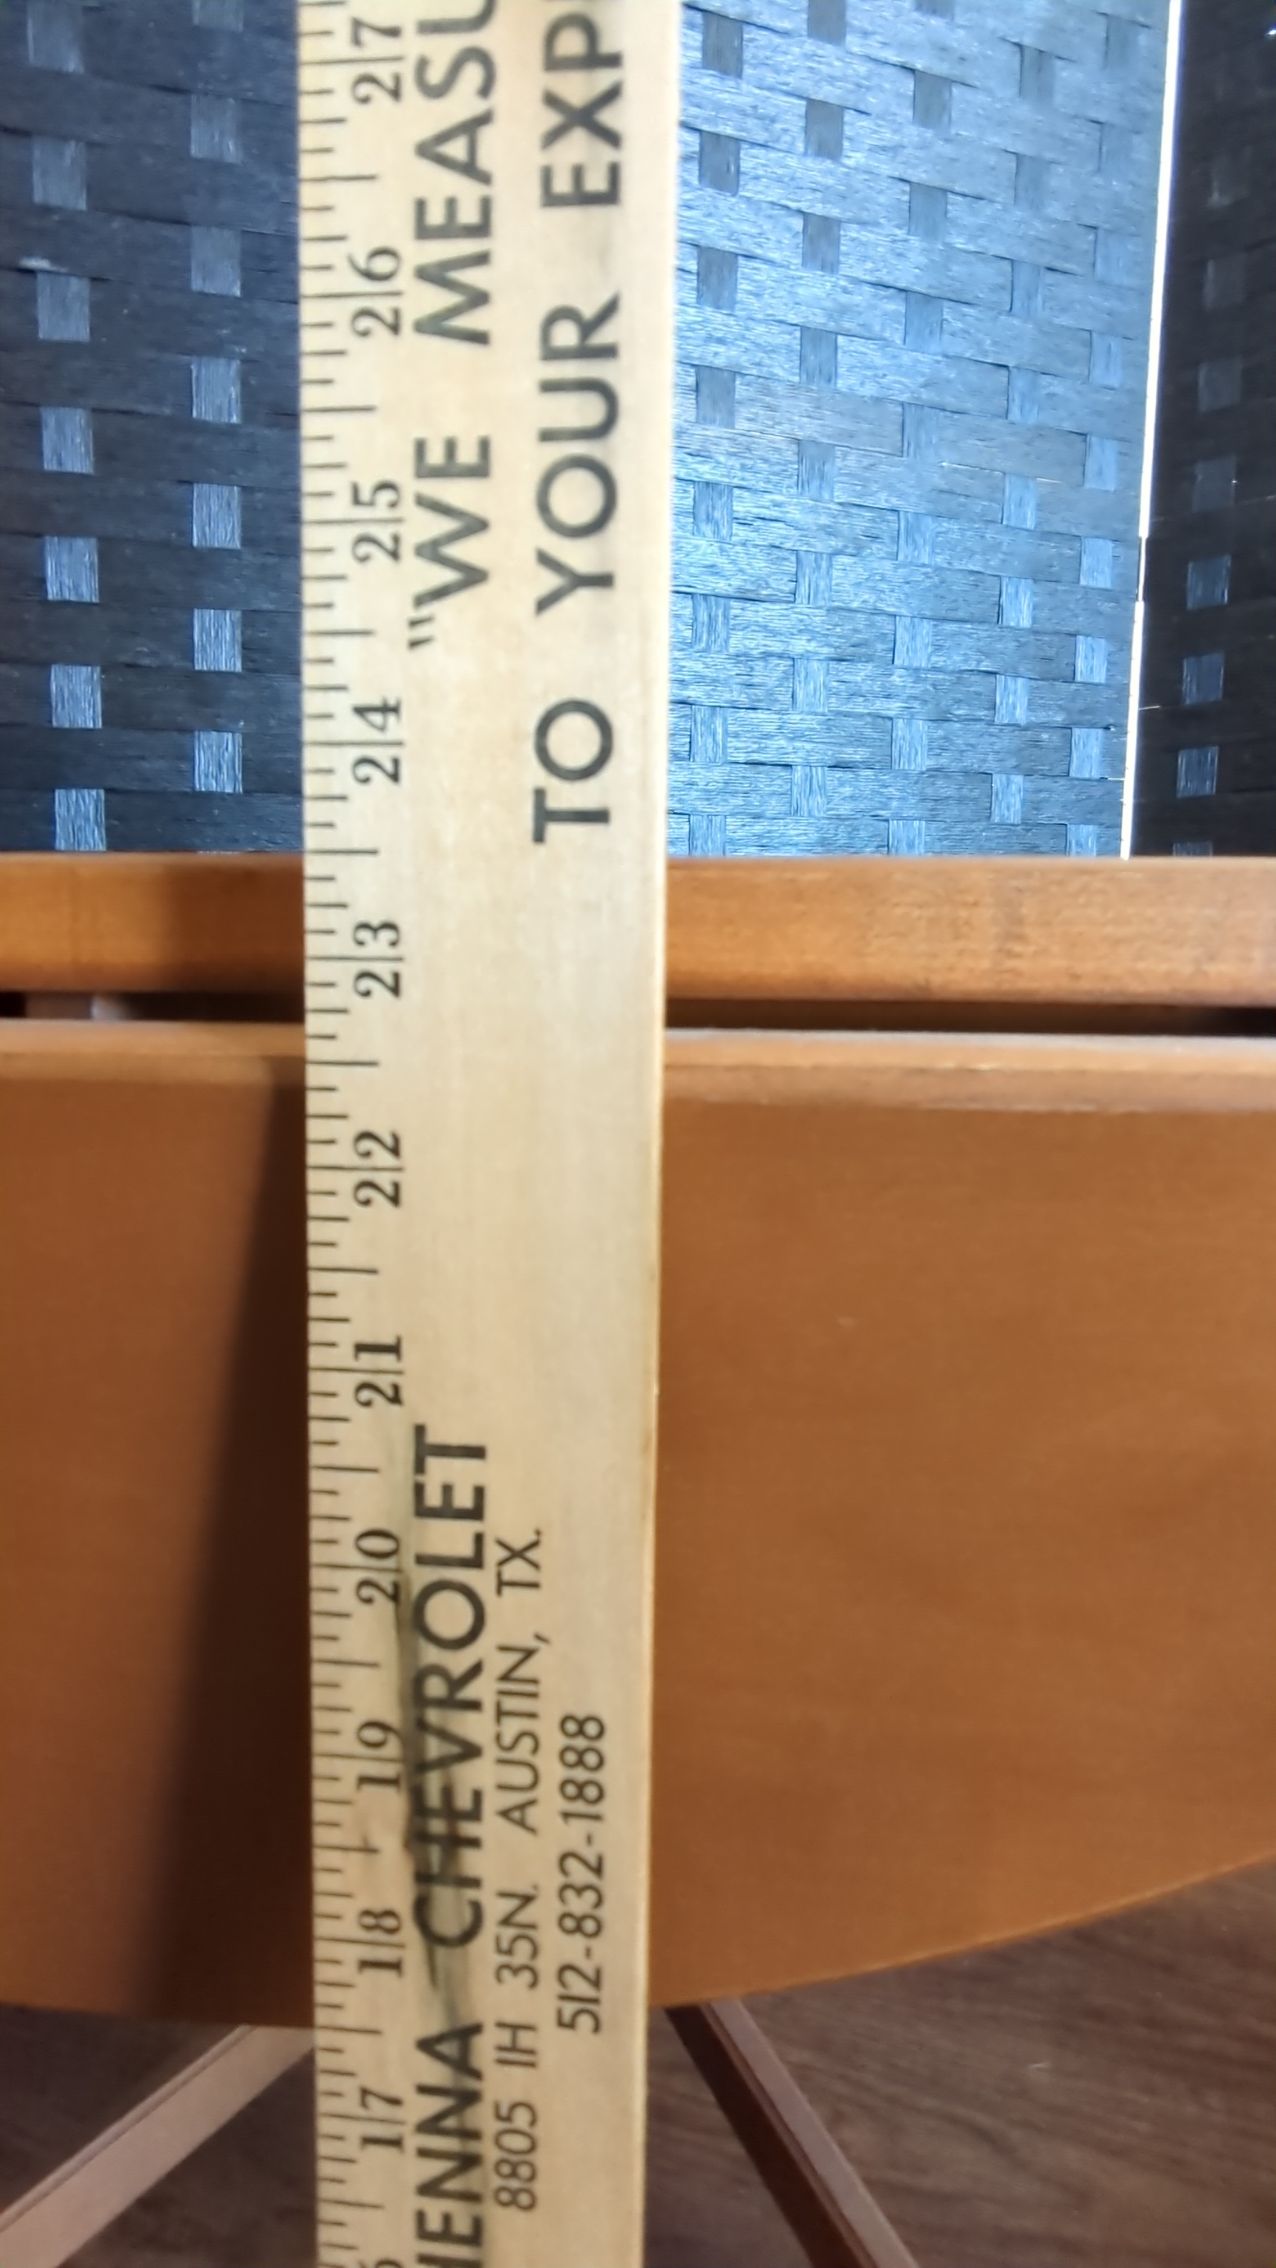 "WE MEASU
TO YOUR EXP
HENNA CHEVROLET
8805 IH 35N. AUSTIN, TX.
512-832-1888
17 18 19 20 21 22 23 24 25 26 27